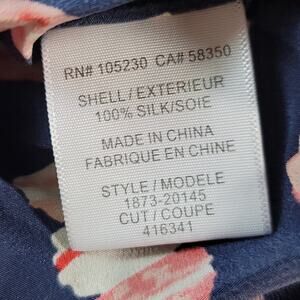 RN# 105230 CA# 58350
SHELL / EXTERIEUR
100% SILK/SOIE
MADE IN CHINA
FABRIQUE EN CHINE
STYLE / MODELE
1873-20145
CUT / COUPE
416341